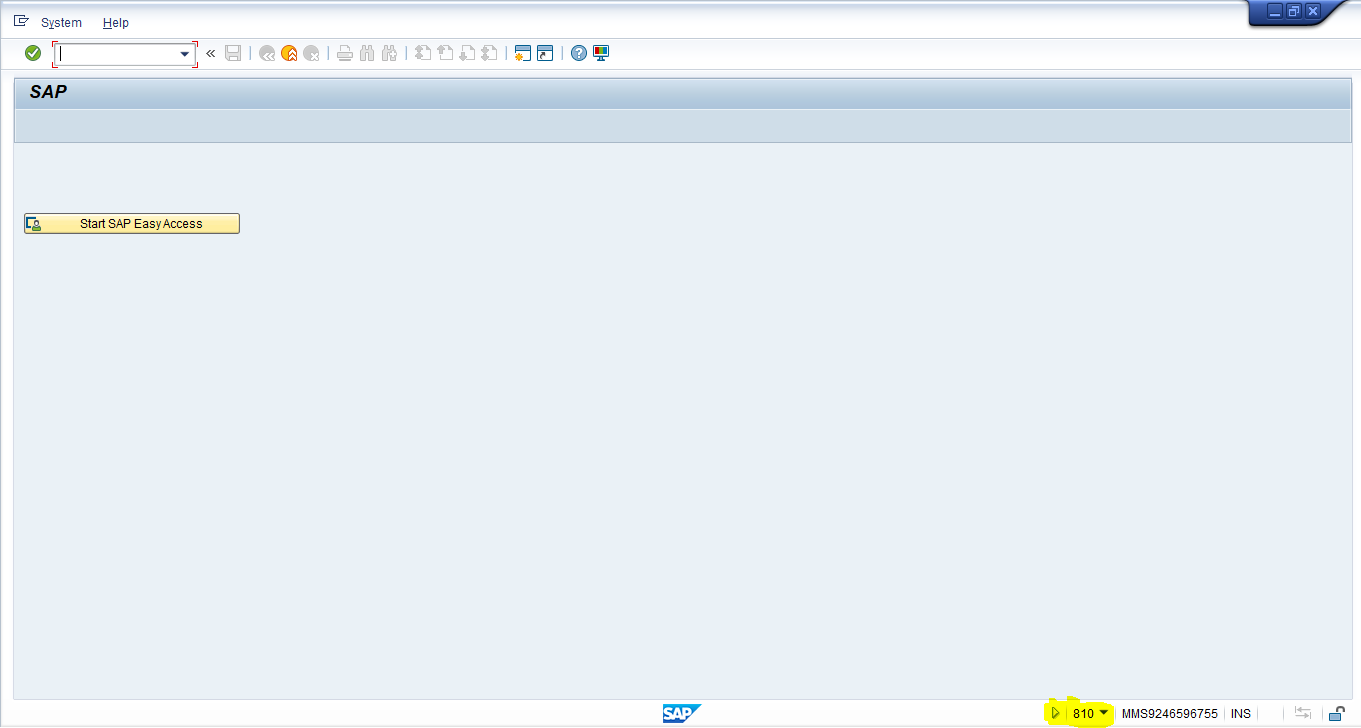 System Help
SAP
Start SAP Easy Access
SAP 810 MMS9246596755 INS